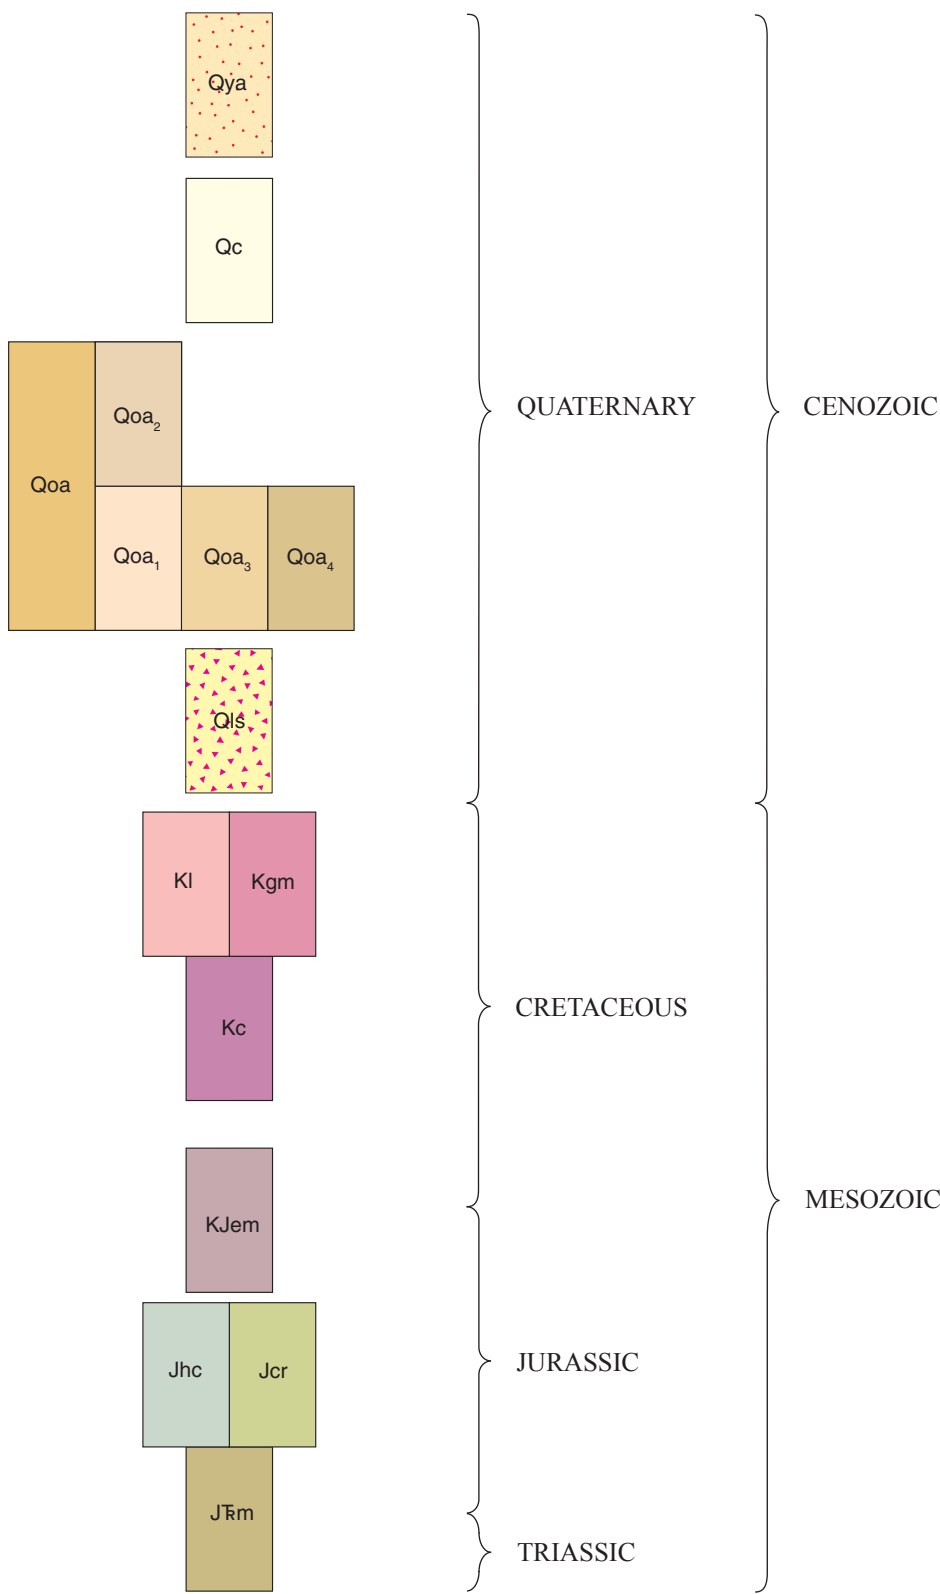 Qya
Qc
Qoa₂
QUATERNARY
CENOZOIC
Qoa
Qoa₁
Qoa₃
Qoa₄
Qls
Kl
Kgm
CRETACEOUS
Kc
MESOZOIC
KJem
JURASSIC
Jhc
Jcr
JTRm
TRIASSIC